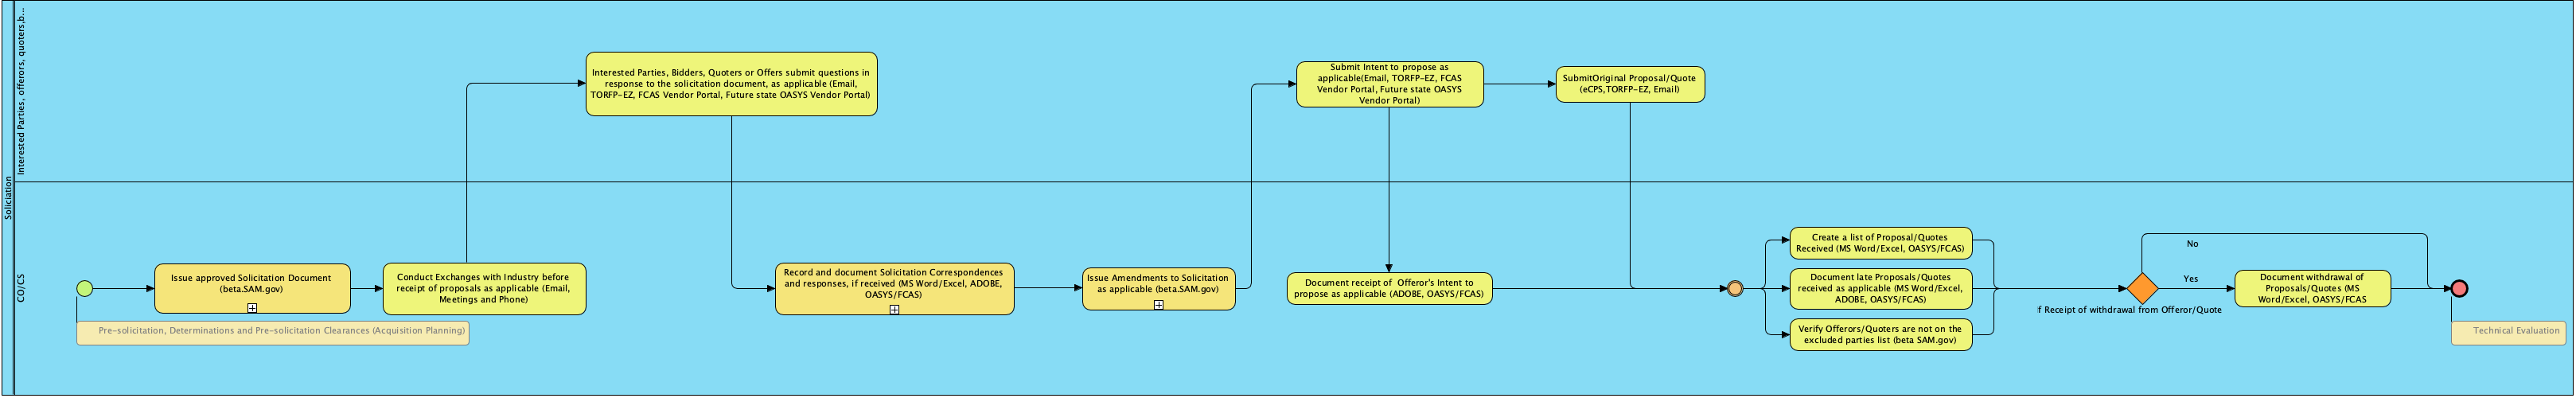 Soliciation
Interested Parties, offerors, quoters,b...
Interested Parties, Bidders, Quoters or Offers submit questions in
response to the solicitation document, as applicable (Email,
TORFP-EZ, FCAS Vendor Portal, Future state OASYS Vendor Portal)
Submit Intent to propose as
applicable(Email, TORFP-EZ, FCAS
Vendor Portal, Future state OASYS
Vendor Portal)
SubmitOriginal Proposal/Quote
(eCPS,TORFP-EZ, Email)
CO/CS
Issue approved Solicitation Document
(beta.SAM.gov)
Conduct Exchanges with Industry before
receipt of proposals as applicable (Email,
Meetings and Phone)
Record and document Solicitation Correspondences
and responses, if received (MS Word/Excel, ADOBE,
OASYS/FCAS)
Issue Amendments to Solicitation
as applicable (beta.SAM.gov)
Document receipt of Offeror's Intent to
propose as applicable (ADOBE, OASYS/FCAS)
Create a list of Proposal/Quotes
Received (MS Word/Excel, OASYS/FCAS)
Document late Proposals/Quotes
received as applicable (MS Word/Excel,
ADOBE, OASYS/FCAS)
Verify Offerors/Quoters are not on the
excluded parties list (beta SAM.gov)
No
Yes
If Receipt of withdrawal from Offeror/Quote
Document withdrawal of
Proposals/Quotes (MS
Word/Excel, OASYS/FCAS
Pre-solicitation, Determinations and Pre-solicitation Clearances (Acquisition Planning)
Technical Evaluation